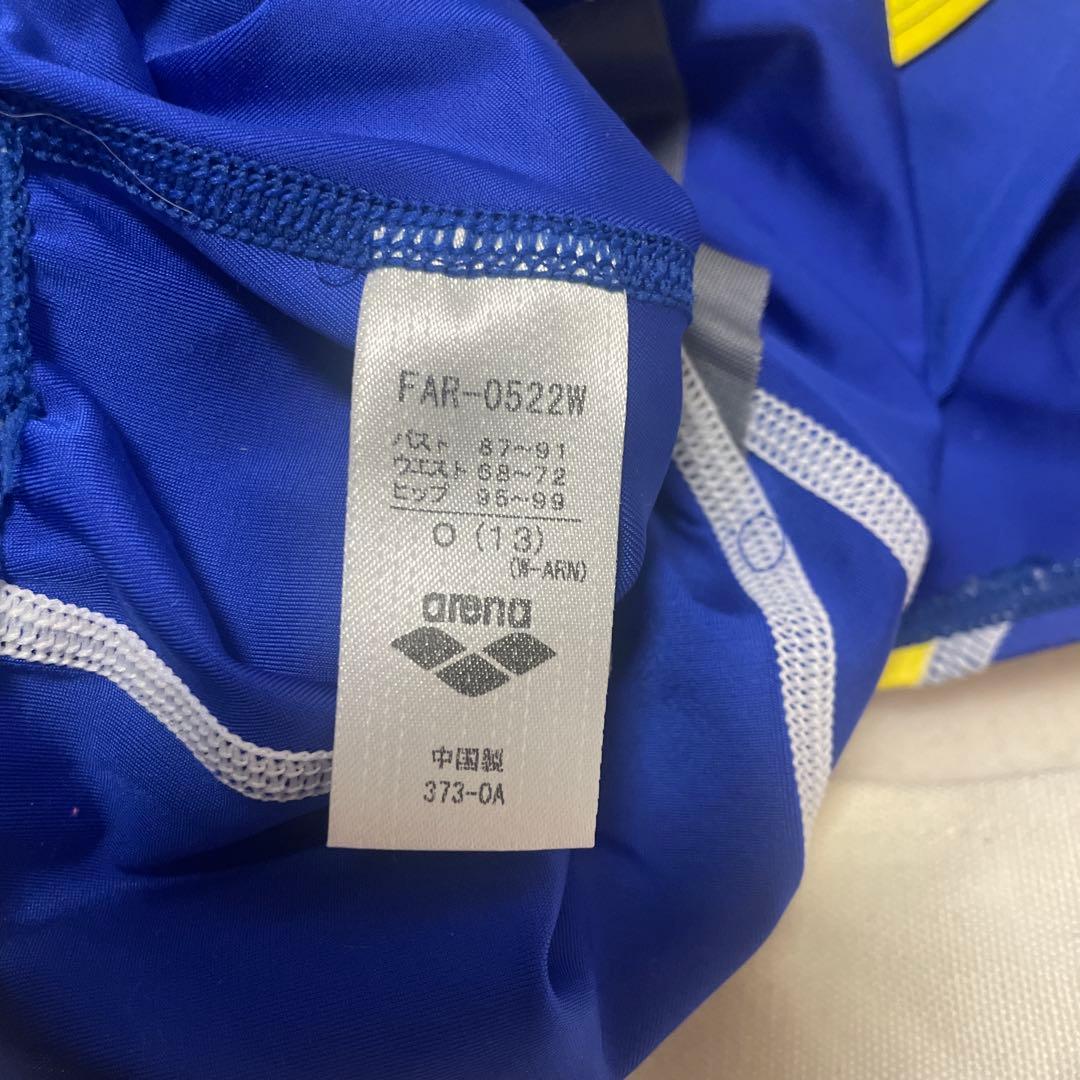 FAR-0522W
バスト 87~91
ウエスト 68~72
ヒップ 95~99
O (13)
(W-ARN)
arena
中国製
373-0A